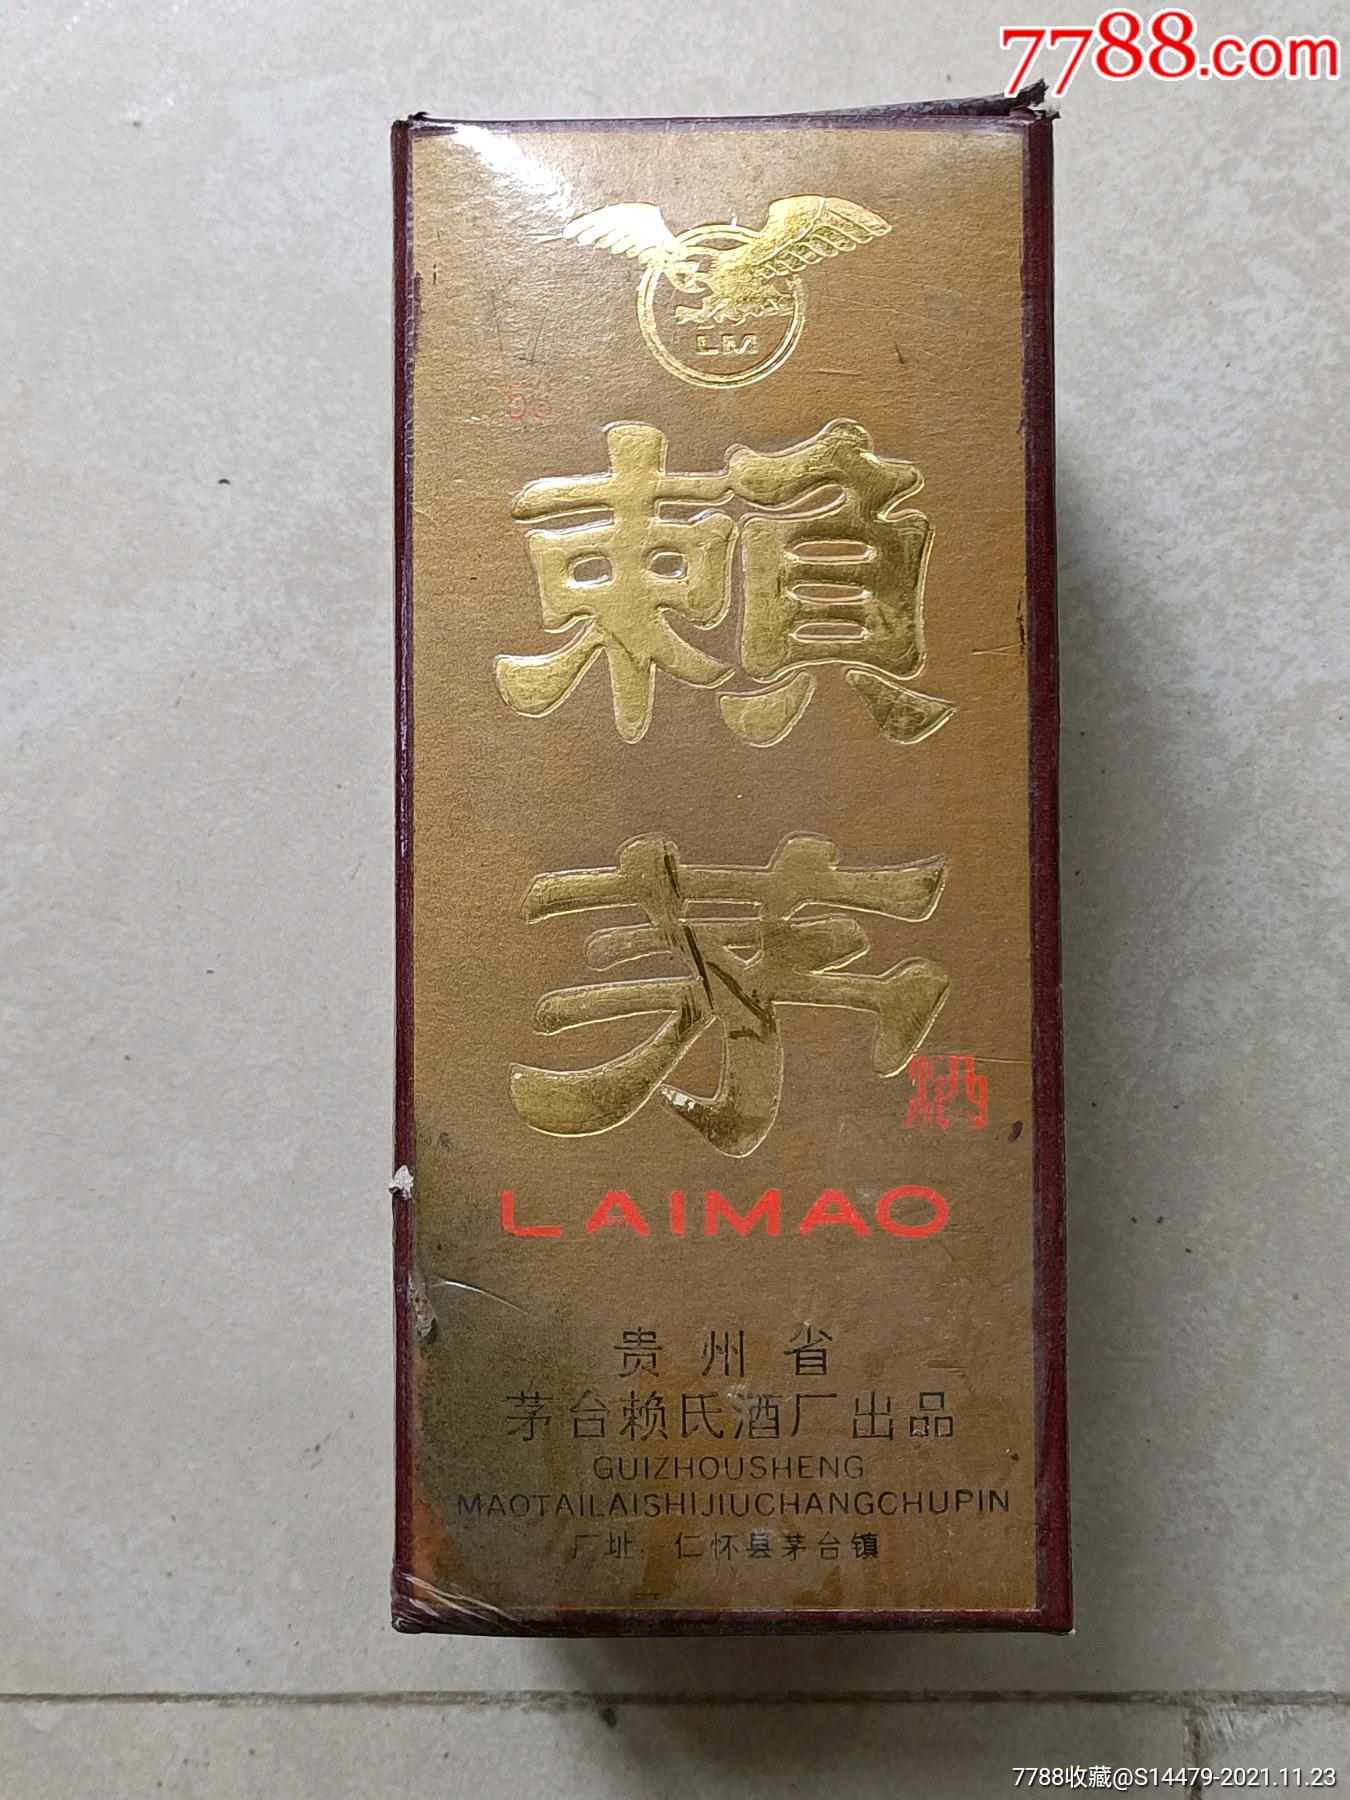 7788.com
LM
賴
茅
酒
LAIMAO
贵州省
茅台赖氏酒厂出品
GUIZHOUSHENG
MAOTAILAISHIJIUCHANGCHUPIN
厂址：仁怀县茅台镇
7788收藏@S14479-2021.11.23